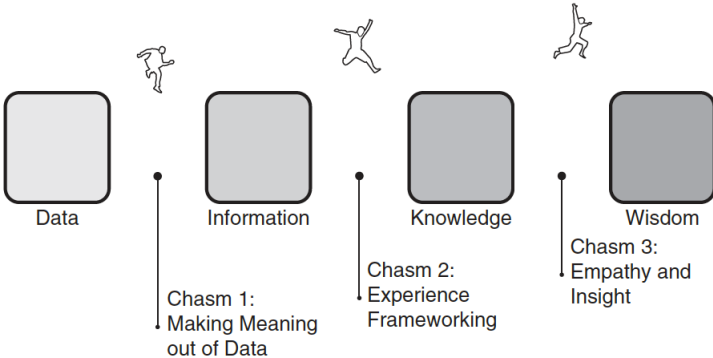 Data
Information
Knowledge
Wisdom
Chasm 1:
Making Meaning
out of Data
Chasm 2:
Experience
Frameworking
Chasm 3:
Empathy and
Insight